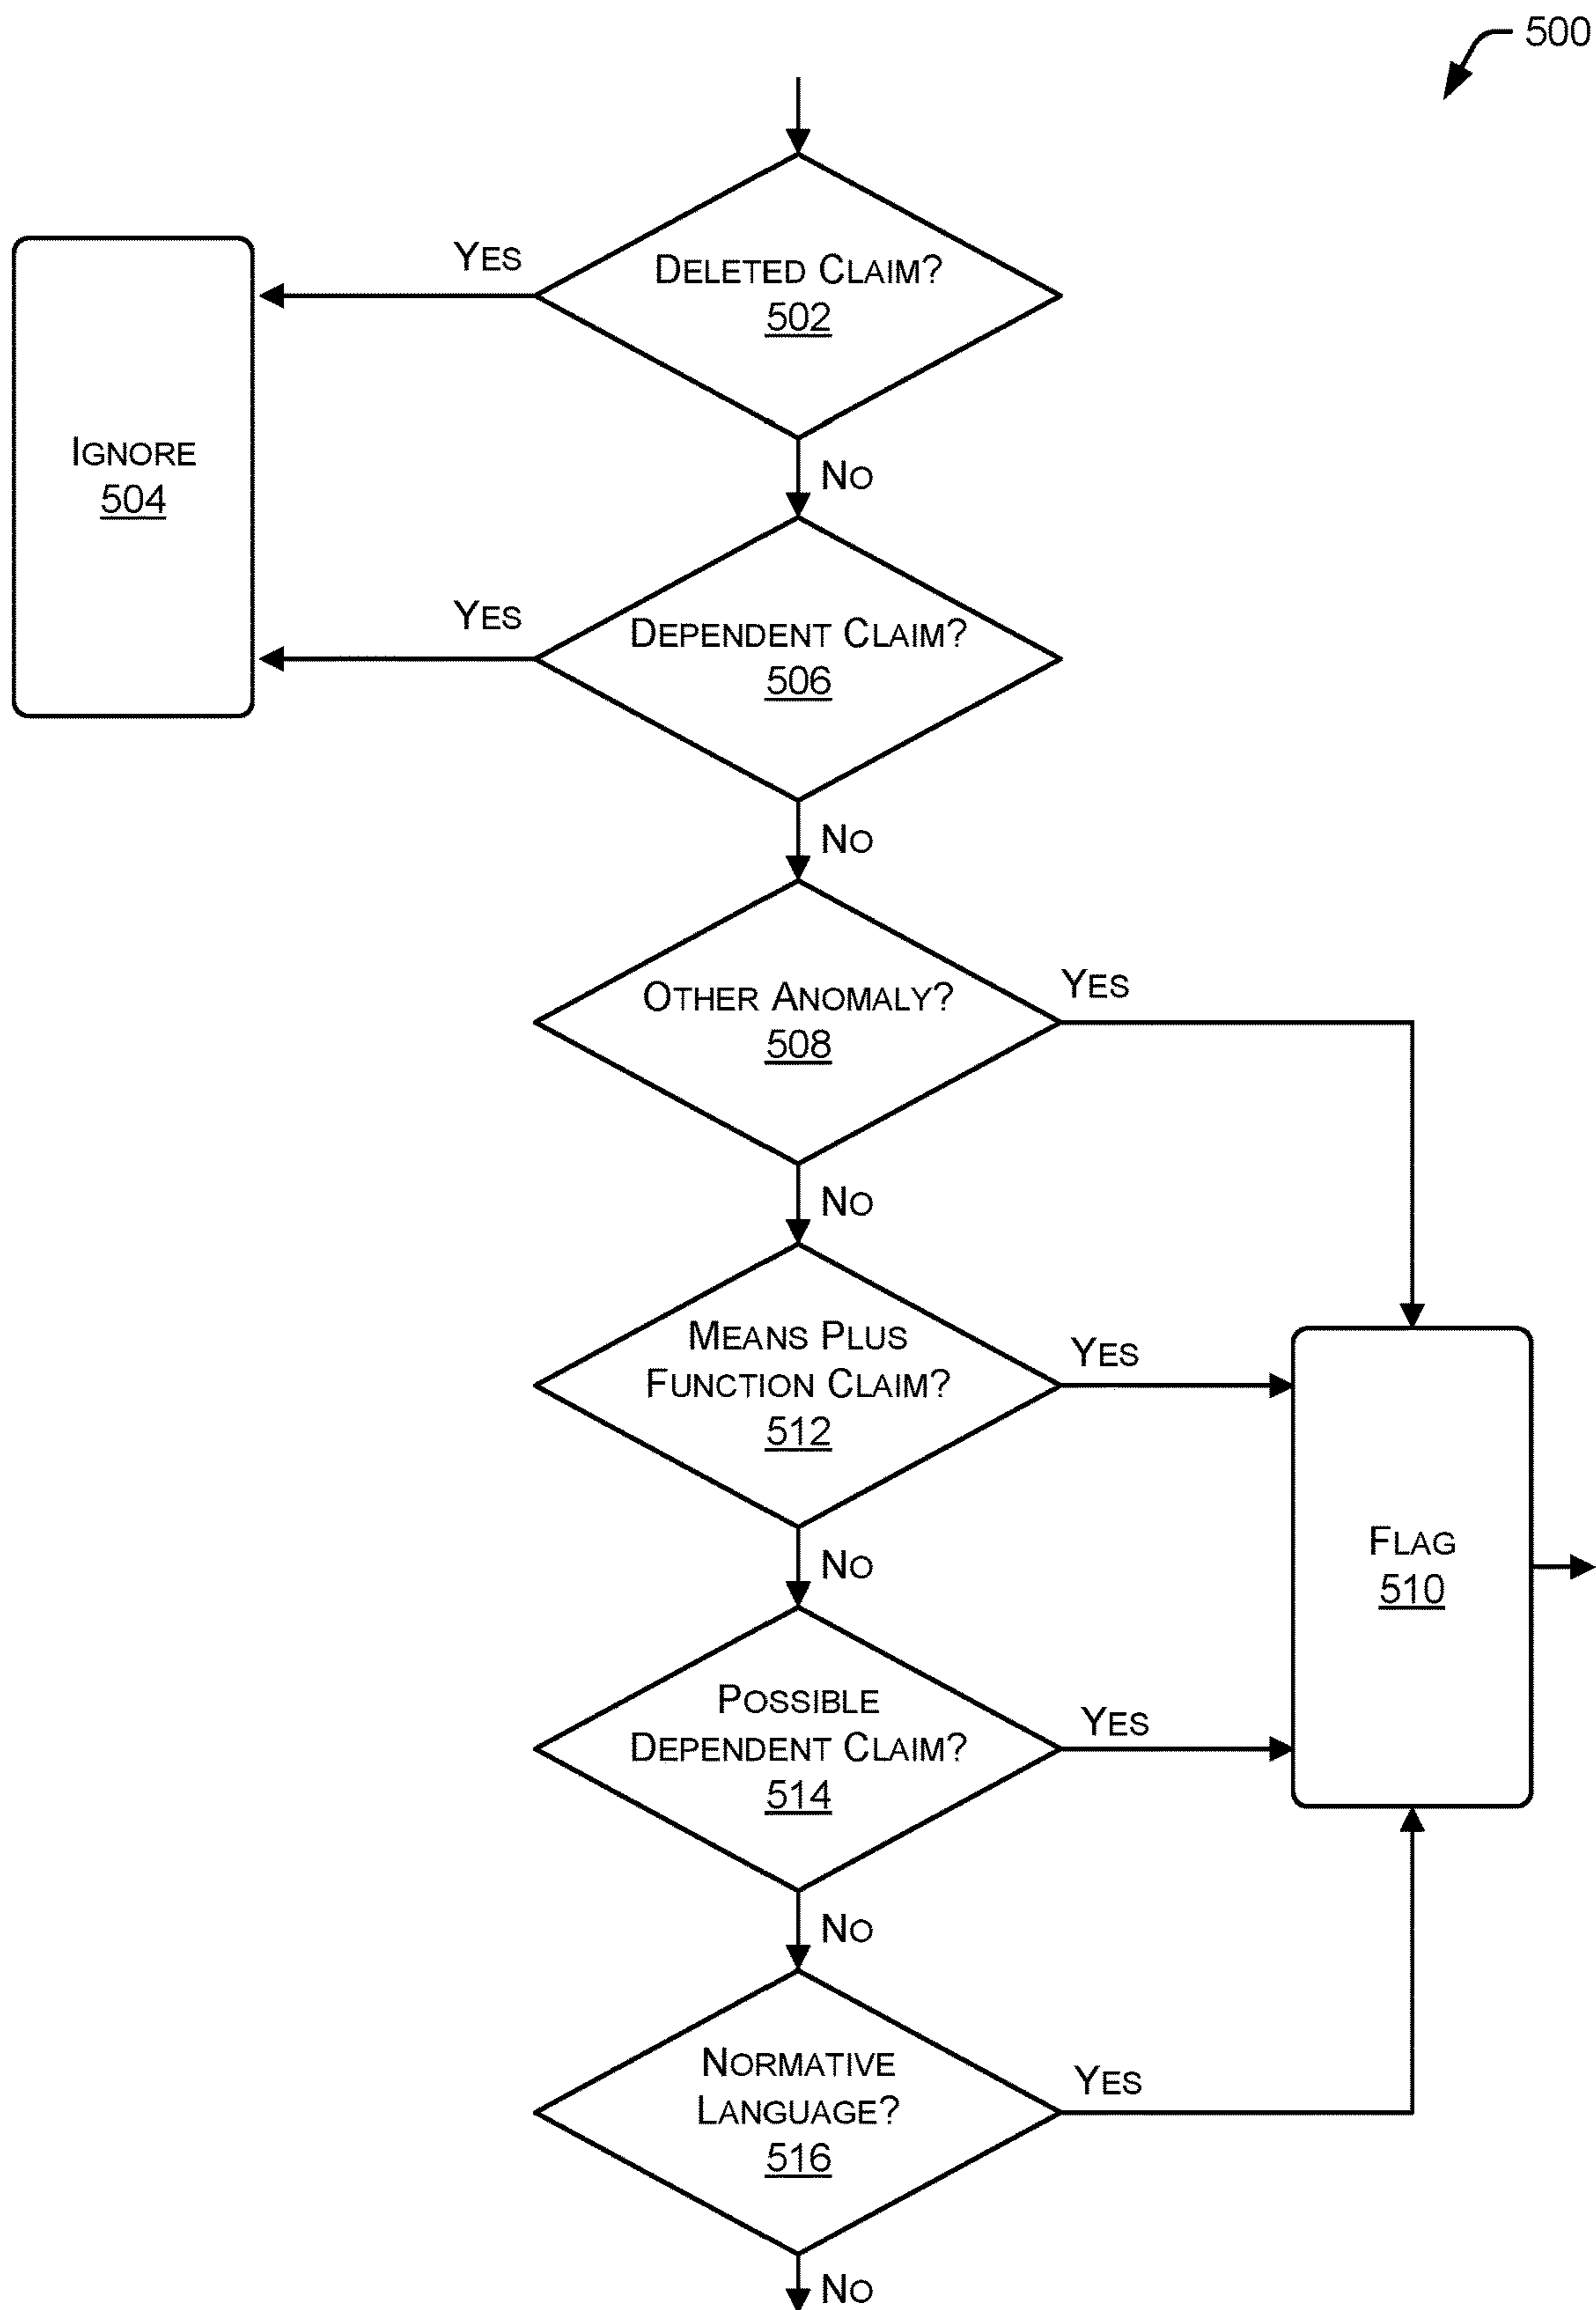 500
YES
DELETED CLAIM?
502
IGNORE
504
NO
YES
DEPENDENT CLAIM?
506
NO
OTHER ANOMALY?
508
YES
NO
MEANS PLUS
FUNCTION CLAIM?
512
YES
FLAG
510
NO
POSSIBLE
DEPENDENT CLAIM?
514
YES
NO
NORMATIVE
LANGUAGE?
516
YES
NO